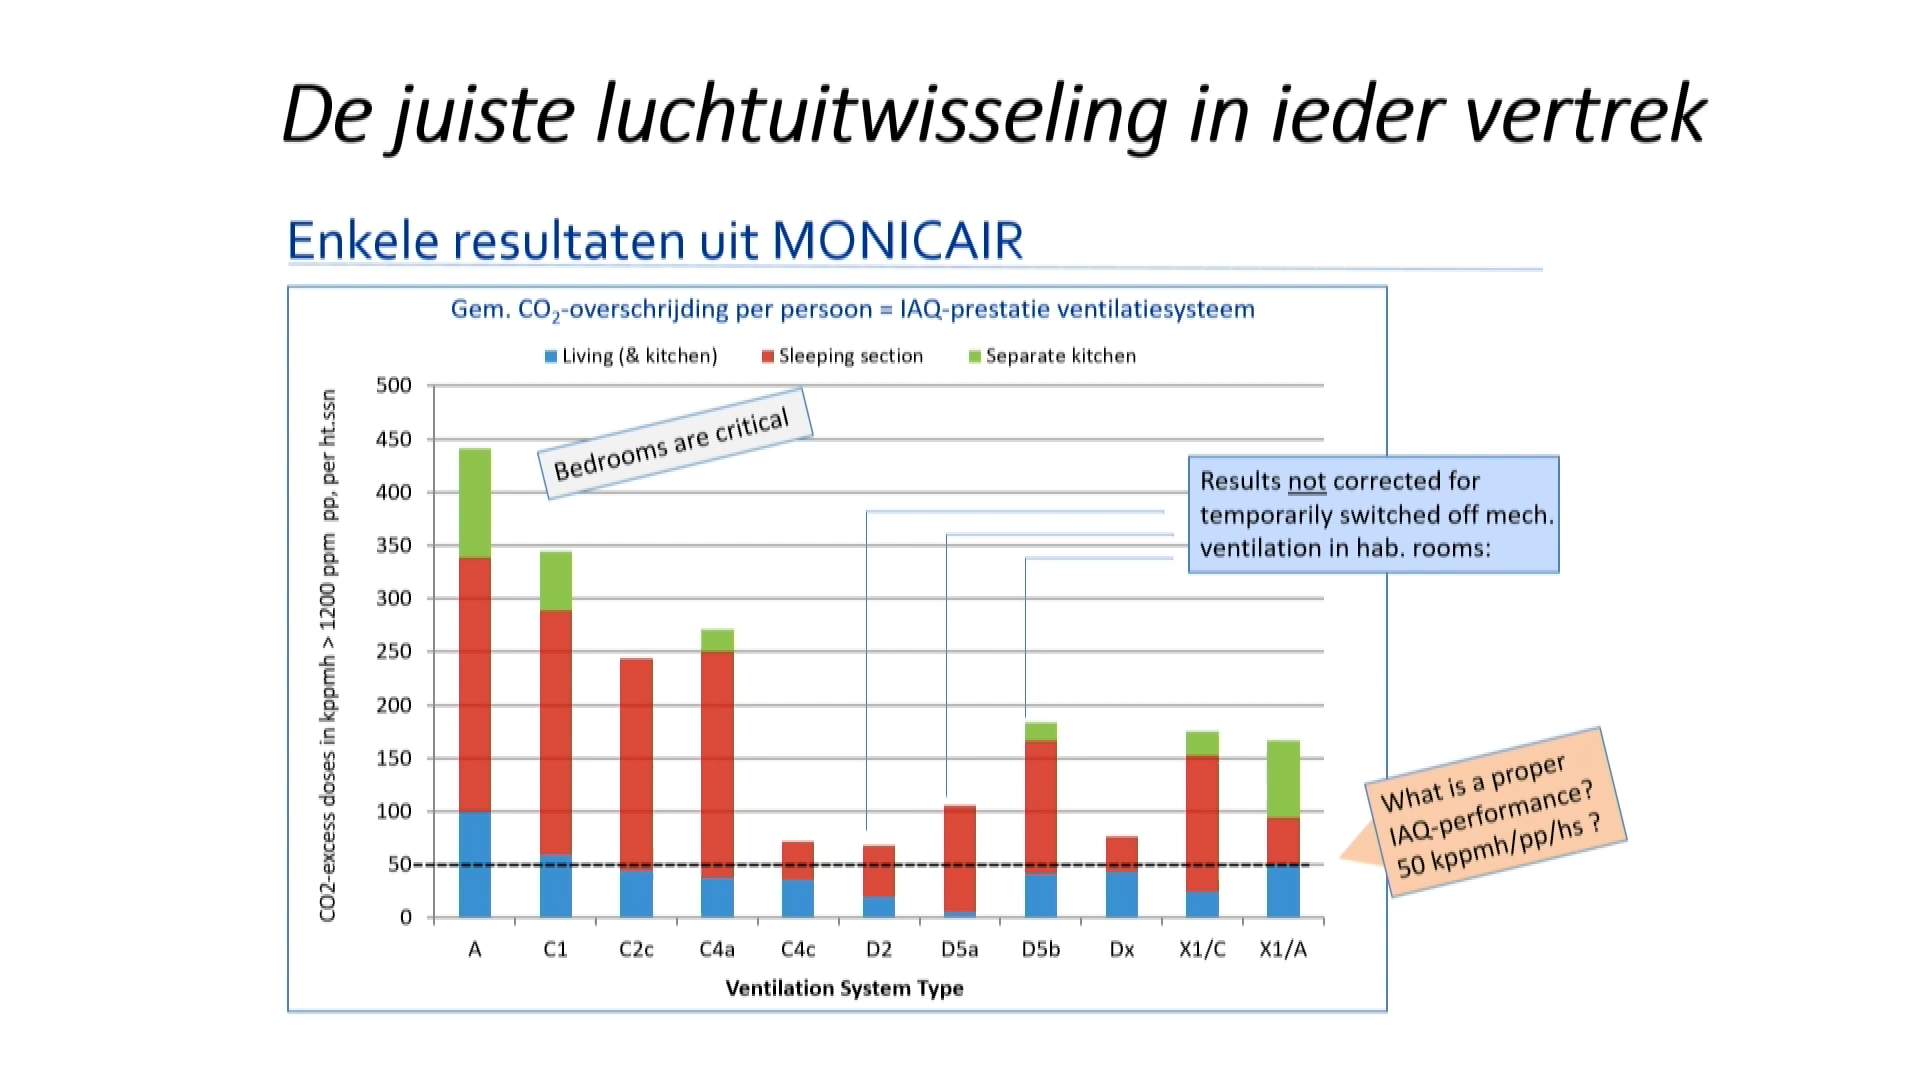 De juiste luchtuitwisseling in ieder vertrek
Enkele resultaten uit MONICAIR
Gem. CO₂-overschrijding per persoon = IAQ-prestatie ventilatiesysteem
Living (& kitchen) Sleeping section Separate kitchen
CO2-excess doses in kppmh > 1200 ppm pp, per ht.ssn
500
450
400
350
300
250
200
150
100
50
0
Bedrooms are critical
Results not corrected for
temporarily switched off mech.
ventilation in hab. rooms:
What is a proper
IAQ-performance?
50 kppmh/pp/hs ?
A C1 C2c C4a C4c D2 D5a D5b Dx X1/C X1/A
Ventilation System Type